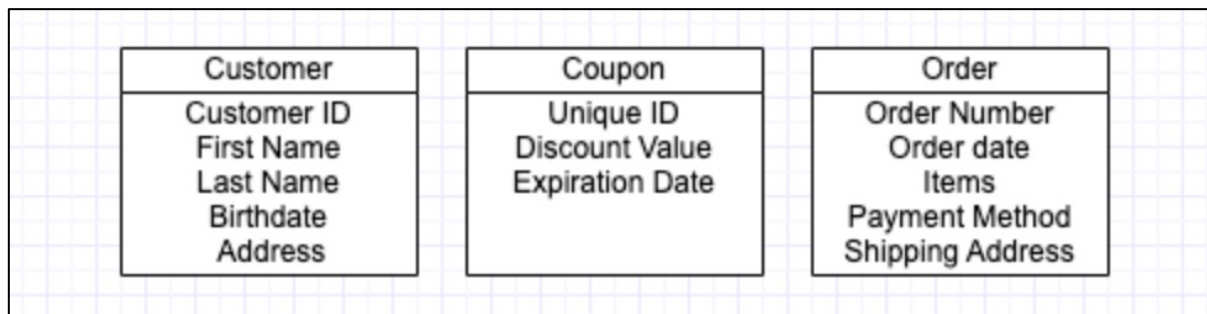 Customer
Customer ID
First Name
Last Name
Birthdate
Address
Coupon
Unique ID
Discount Value
Expiration Date
Order
Order Number
Order date
Items
Payment Method
Shipping Address